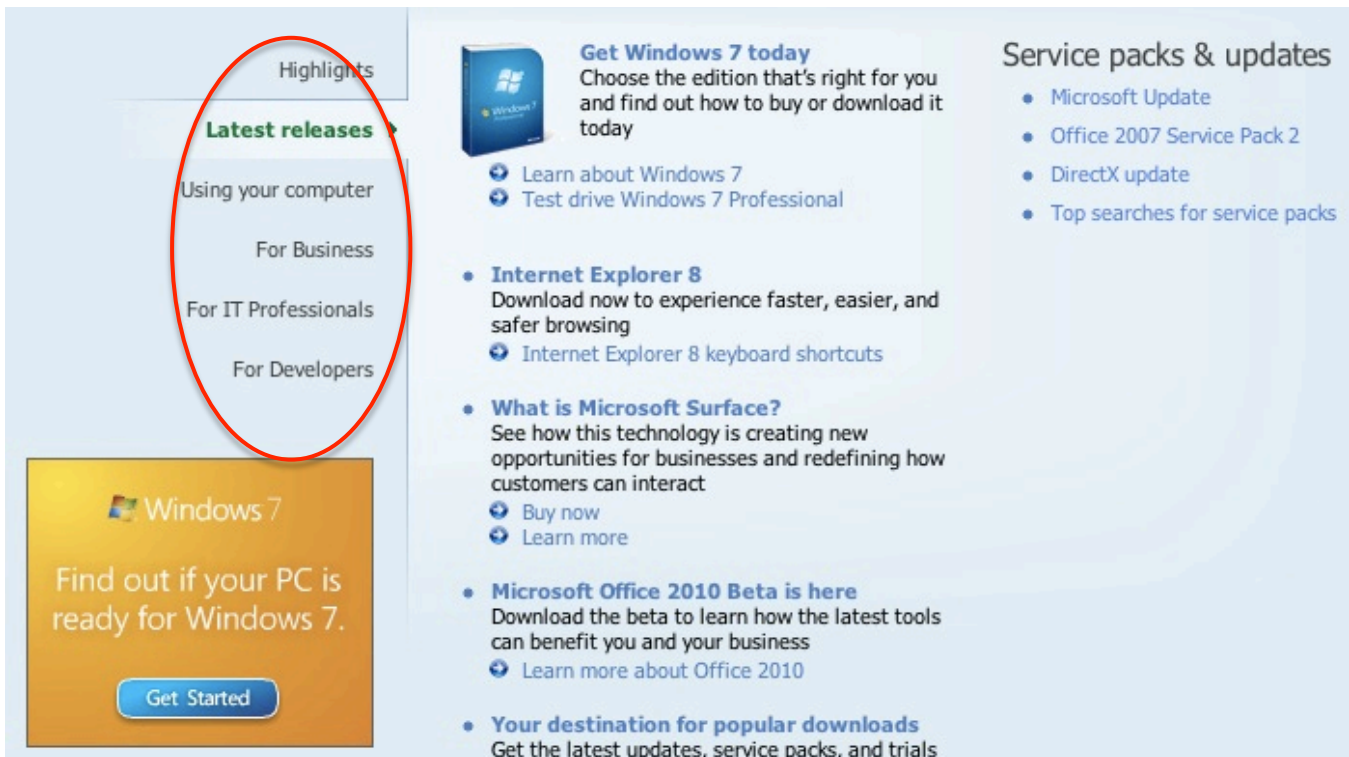 Highlights
Latest releases
Using your computer
For Business
For IT Professionals
For Developers
Windows 7
Find out if your PC is
ready for Windows 7.
Get Started
Get Windows 7 today
Choose the edition that's right for you
and find out how to buy or download it
today
Learn about Windows 7
Test drive Windows 7 Professional
Internet Explorer 8
Download now to experience faster, easier, and
safer browsing
Internet Explorer 8 keyboard shortcuts
What is Microsoft Surface?
See how this technology is creating new
opportunities for businesses and redefining how
customers can interact
Buy now
Learn more
Microsoft Office 2010 Beta is here
Download the beta to learn how the latest tools
can benefit you and your business
Learn more about Office 2010
Your destination for popular downloads
Get the latest updates, service packs, and trials
Service packs & updates
Microsoft Update
Office 2007 Service Pack 2
DirectX update
Top searches for service packs